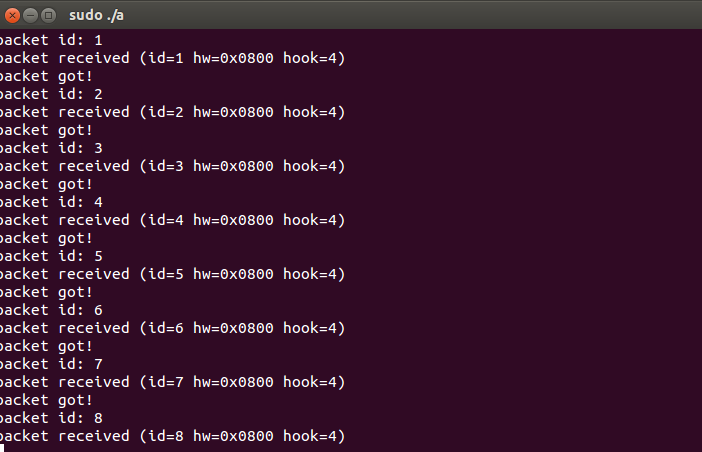 sudo ./a
packet id: 1
packet received (id=1 hw=0x0800 hook=4)
packet got!
packet id: 2
packet received (id=2 hw=0x0800 hook=4)
packet got!
packet id: 3
packet received (id=3 hw=0x0800 hook=4)
packet got!
packet id: 4
packet received (id=4 hw=0x0800 hook=4)
packet got!
packet id: 5
packet received (id=5 hw=0x0800 hook=4)
packet got!
packet id: 6
packet received (id=6 hw=0x0800 hook=4)
packet got!
packet id: 7
packet received (id=7 hw=0x0800 hook=4)
packet got!
packet id: 8
packet received (id=8 hw=0x0800 hook=4)